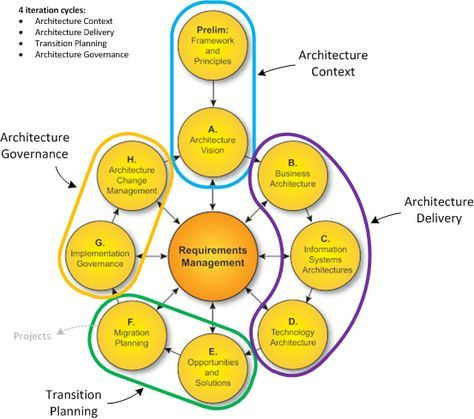 4 iteration cycles:
• Architecture Context
• Architecture Delivery
• Transition Planning
• Architecture Governance
Prelim:
Framework
and
Principles
Architecture
Context
A.
Architecture
Vision
Architecture
Governance
H.
Architecture
Change
Management
B.
Business
Architecture
Architecture
Delivery
G.
Implementation
Governance
Requirements
Management
C.
Information
Systems
Architectures
Projects
F.
Migration
Planning
D.
Technology
Architecture
E.
Opportunities
and
Solutions
Transition
Planning